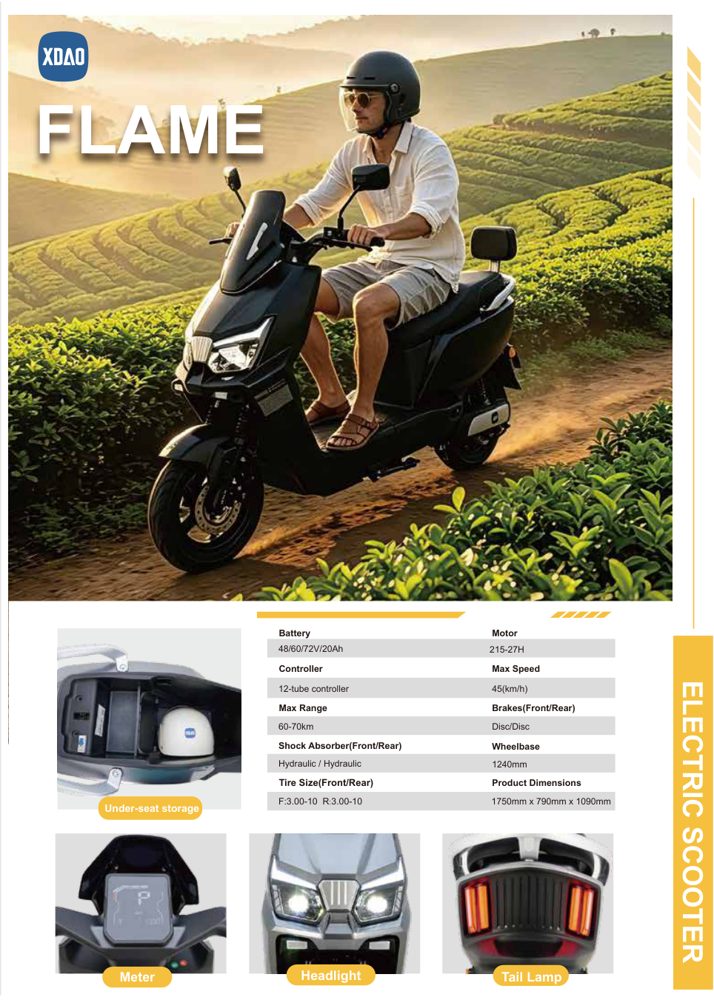 XDAO
FLAME
Battery
Motor
48/60/72V/20Ah
215-27H
Controller
Max Speed
12-tube controller
45(km/h)
Max Range
Brakes(Front/Rear)
60-70km
Disc/Disc
Shock Absorber(Front/Rear)
Wheelbase
Hydraulic / Hydraulic
1240mm
Tire Size(Front/Rear)
Product Dimensions
F:3.00-10 R:3.00-10
1750mm x 790mm x 1090mm
Under-seat storage
Meter
Headlight
Tail Lamp
ELECTRIC SCOOTER